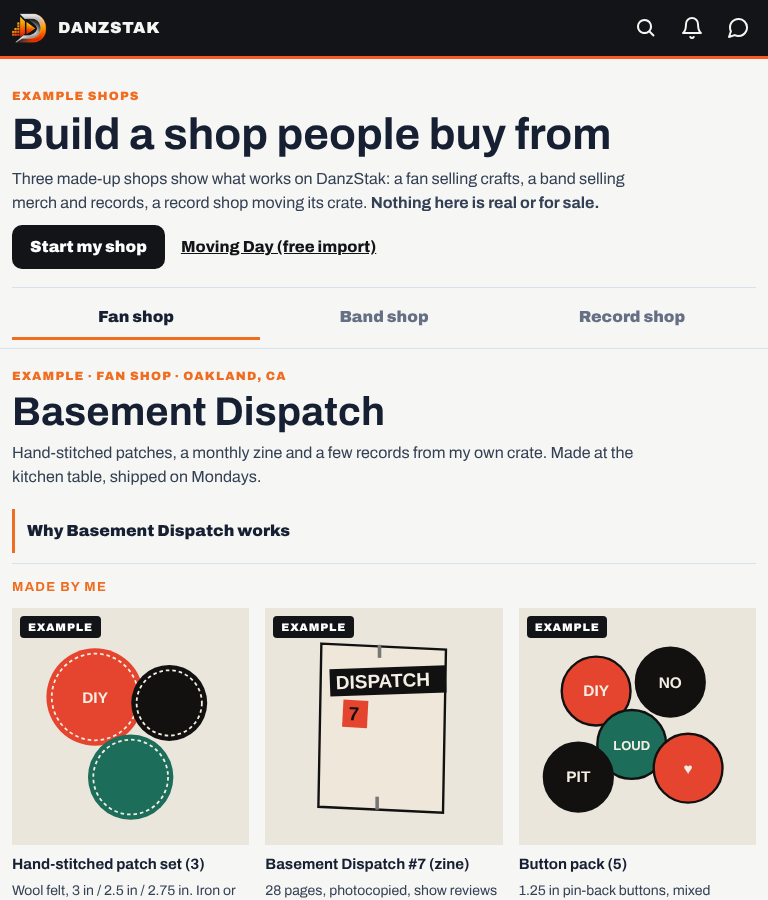 DANZSTAK
EXAMPLE SHOPS
Build a shop people buy from
Three made-up shops show what works on DanzStak: a fan selling crafts, a band selling
merch and records, a record shop moving its crate. Nothing here is real or for sale.
Start my shop
Moving Day (free import)
Fan shop
Band shop
Record shop
EXAMPLE · FAN SHOP · OAKLAND, CA
Basement Dispatch
Hand-stitched patches, a monthly zine and a few records from my own crate. Made at the
kitchen table, shipped on Mondays.
Why Basement Dispatch works
MADE BY ME
EXAMPLE
DIY
EXAMPLE
DISPATCH
7
EXAMPLE
DIY
NO
LOUD
PIT
♥
Hand-stitched patch set (3)
Wool felt, 3 in / 2.5 in / 2.75 in. Iron or
Basement Dispatch #7 (zine)
28 pages, photocopied, show reviews
Button pack (5)
1.25 in pin-back buttons, mixed